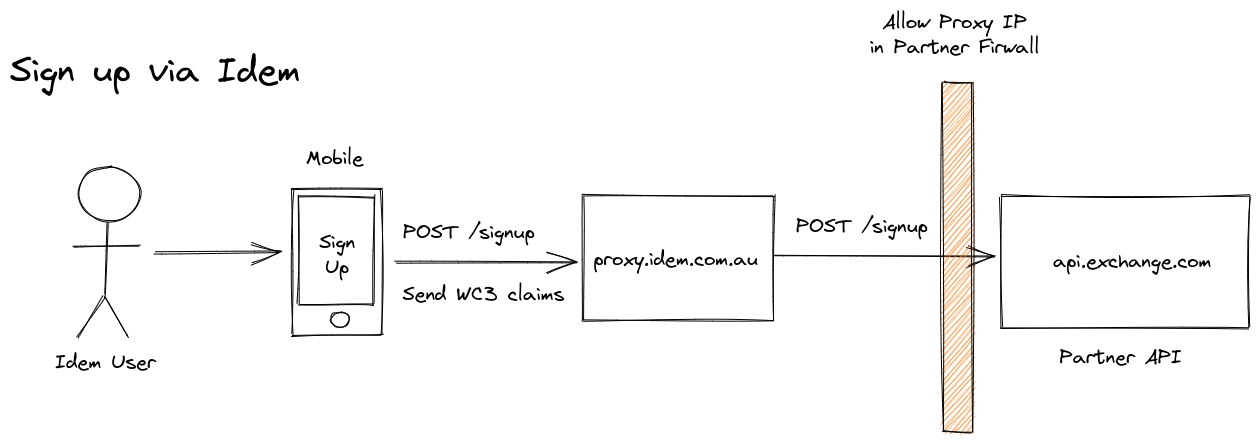 Allow Proxy IP
in Partner Firwall
Sign up via Idem
Mobile
Sign
Up
POST /signup
Send WC3 claims
proxy.idem.com.au
POST /signup
api.exchange.com
Idem User
Partner API